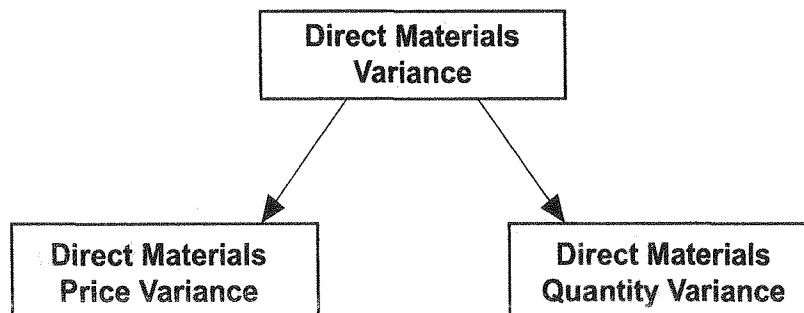 Direct Materials
Variance
Direct Materials
Price Variance
Direct Materials
Quantity Variance